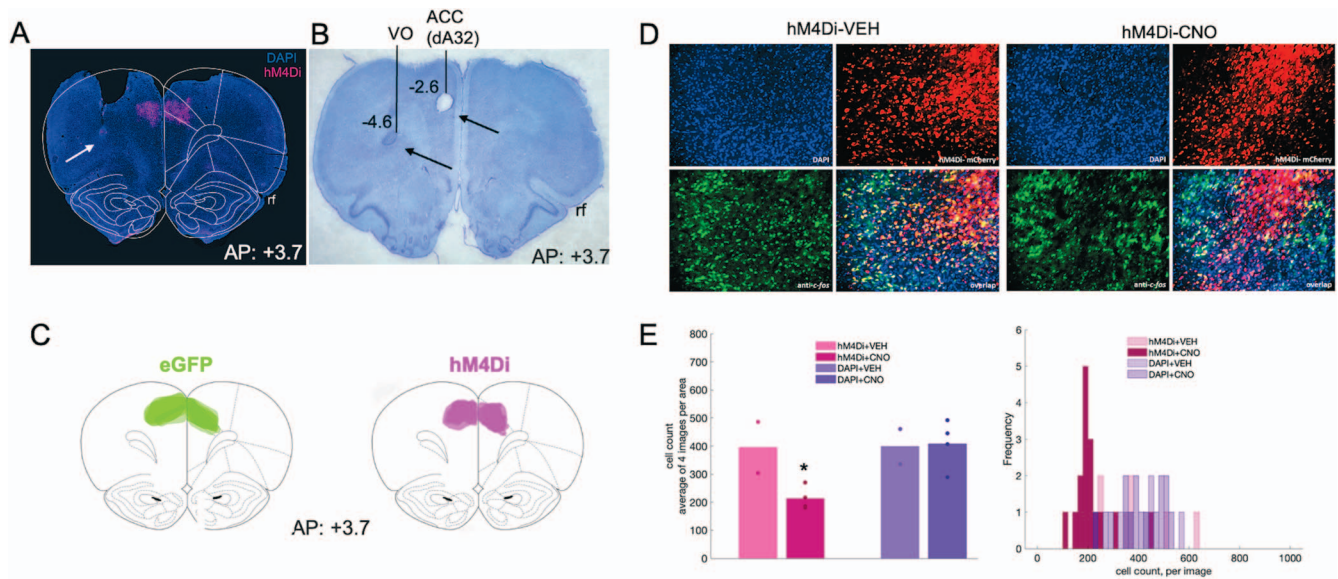 A
DAPI
hM4Di
rf
AP: +3.7
B
VO
ACC
(dA32)
-2.6
-4.6
rf
AP: +3.7
C
eGFP
hM4Di
AP: +3.7
D
hM4Di-VEH
hM4Di-CNO
DAPI
hM4Di- mCherry
DAPI
hM4Di- mCherry
anti-c-fos
overlap
anti-c-fos
overlap
E
cell count
average of 4 images per area
800
700
600
500
400
300
200
100
0
hM4Di+VEH
hM4Di+CNO
DAPI+VEH
DAPI+CNO
*
Frequency
6
5
4
3
2
1
0
hM4Di+VEH
hM4Di+CNO
DAPI+VEH
DAPI+CNO
0 200 400 600 800 1000
cell count, per image